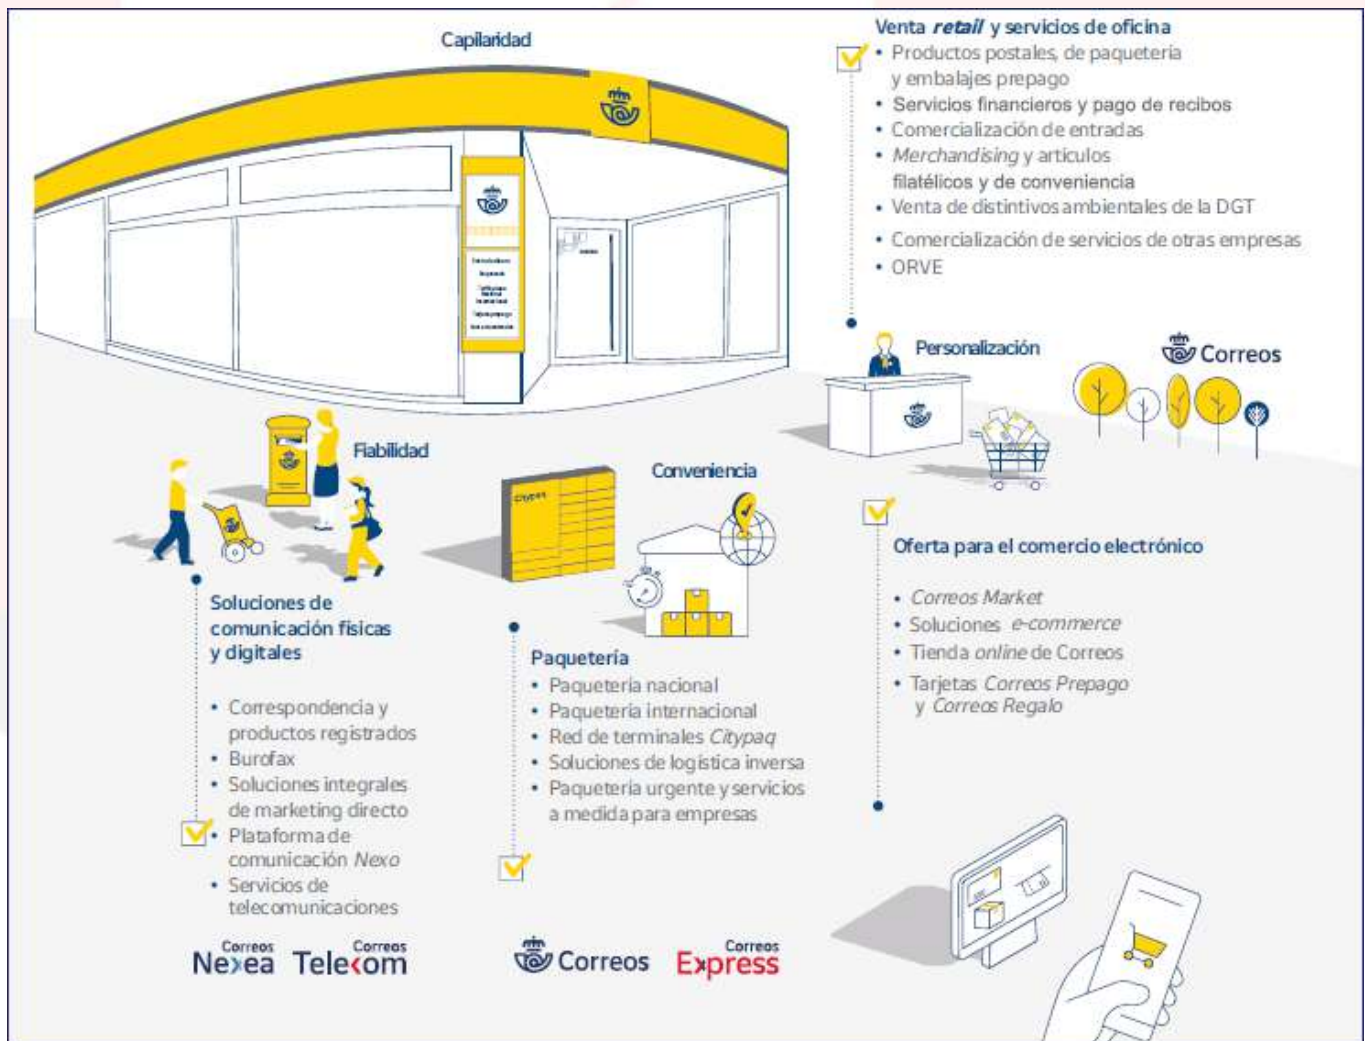 Capilaridad
Venta retail y servicios de oficina
• Productos postales, de paquetería
y embalajes prepago
• Servicios financieros y pago de recibos
• Comercialización de entradas
• Merchandising y artículos
filatélicos y de conveniencia
• Venta de distintivos ambientales de la DGT
• Comercialización de servicios de otras empresas
• ORVE
Personalización
Correos
Fiabilidad
Conveniencia
Citypaq
Soluciones de
comunicación físicas
y digitales
• Correspondencia y
productos registrados
• Burofax
• Soluciones integrales
de marketing directo
• Plataforma de
comunicación Nexo
• Servicios de
telecomunicaciones
Correos
Nexea
Correos
Telecom
Paquetería
• Paquetería nacional
• Paquetería internacional
• Red de terminales Citypaq
• Soluciones de logística inversa
• Paquetería urgente y servicios
a medida para empresas
Correos
Correos
Express
Oferta para el comercio electrónico
• Correos Market
• Soluciones e-commerce
• Tienda online de Correos
• Tarjetas Correos Prepago
y Correos Regalo